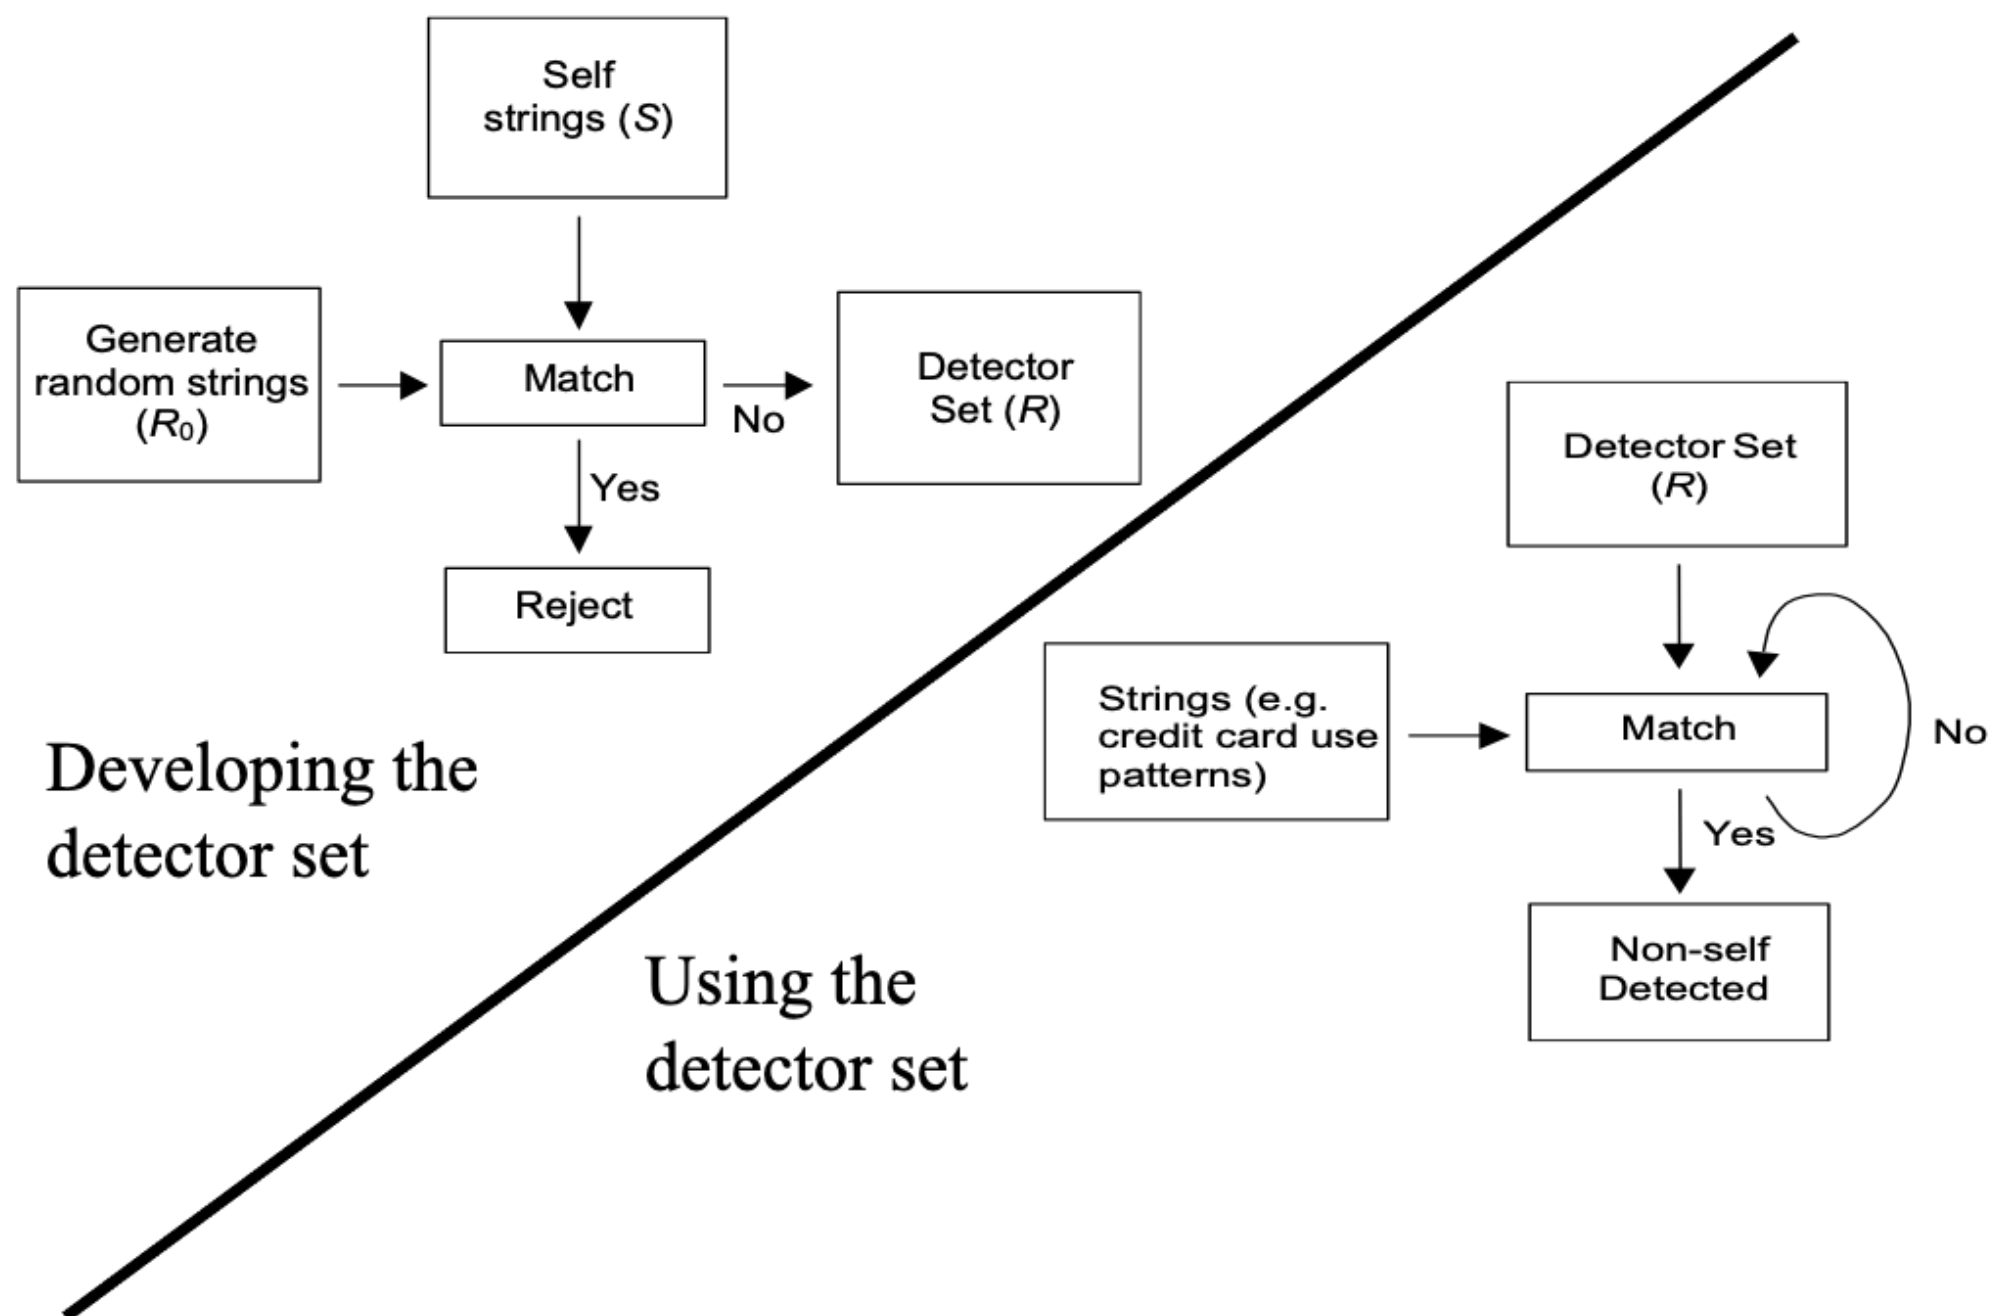 Self
strings (S)
Generate
random strings
(R0)
Match
No
Detector
Set (R)
Yes
Reject
Developing the
detector set
Detector Set
(R)
Strings (e.g.
credit card use
patterns)
Match
No
Yes
Non-self
Detected
Using the
detector set